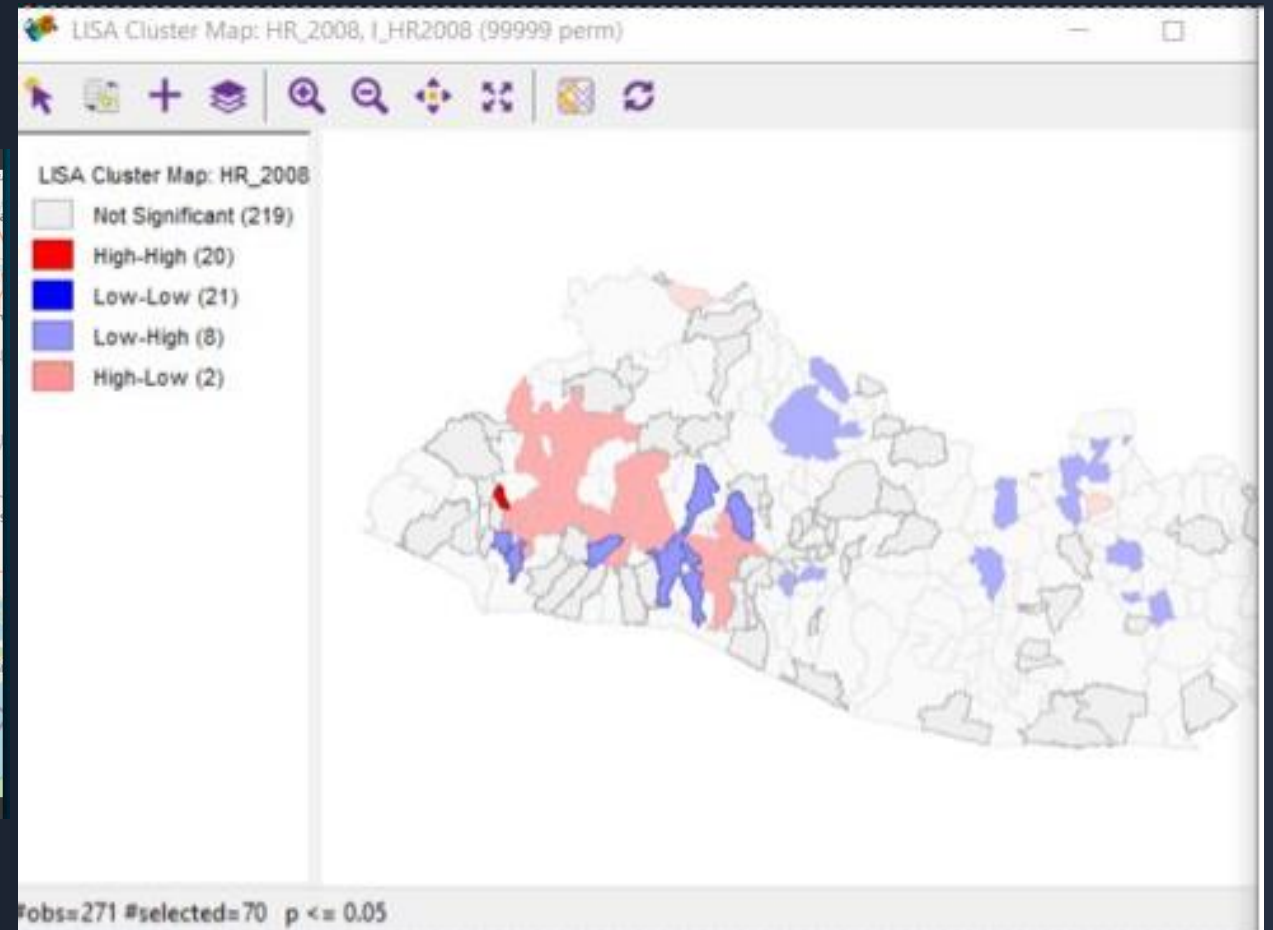 LISA Cluster Map: HR_2008, I_HR2008 (99999 perm)
LISA Cluster Map: HR_2008
Not Significant (219)
High-High (20)
Low-Low (21)
Low-High (8)
High-Low (2)
#obs=271 #selected=70 p <= 0.05